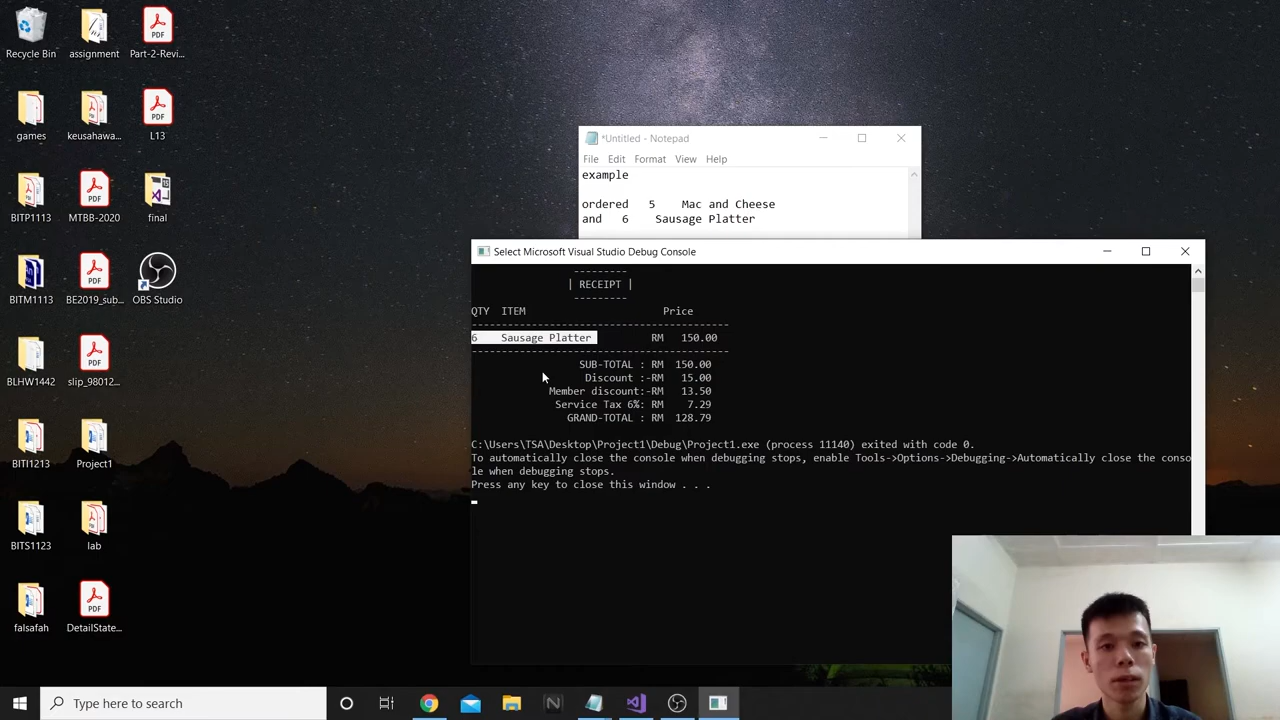 Recycle Bin
assignment
Part-2-Revi...
games
keusahawa...
L13
BITP1113
MTBB-2020
final
BITM1113
BE2019_sub...
OBS Studio
BLHW1442
slip_98012...
BITI1213
Project1
BITS1123
lab
falsafah
DetailState...
*Untitled - Notepad
File Edit Format View Help
example
ordered 5 Mac and Cheese
and 6 Sausage Platter
Select Microsoft Visual Studio Debug Console
---------
| RECEIPT |
---------
QTY ITEM Price
-------------------------------------------
6 Sausage Platter RM 150.00
-------------------------------------------
SUB-TOTAL : RM 150.00
Discount :-RM 15.00
Member discount:-RM 13.50
Service Tax 6%: RM 7.29
GRAND-TOTAL : RM 128.79
C:\Users\TSA\Desktop\Project1\Debug\Project1.exe (process 11140) exited with code 0.
To automatically close the console when debugging stops, enable Tools->Options->Debugging->Automatically close the conso
le when debugging stops.
Press any key to close this window . . .
Type here to search